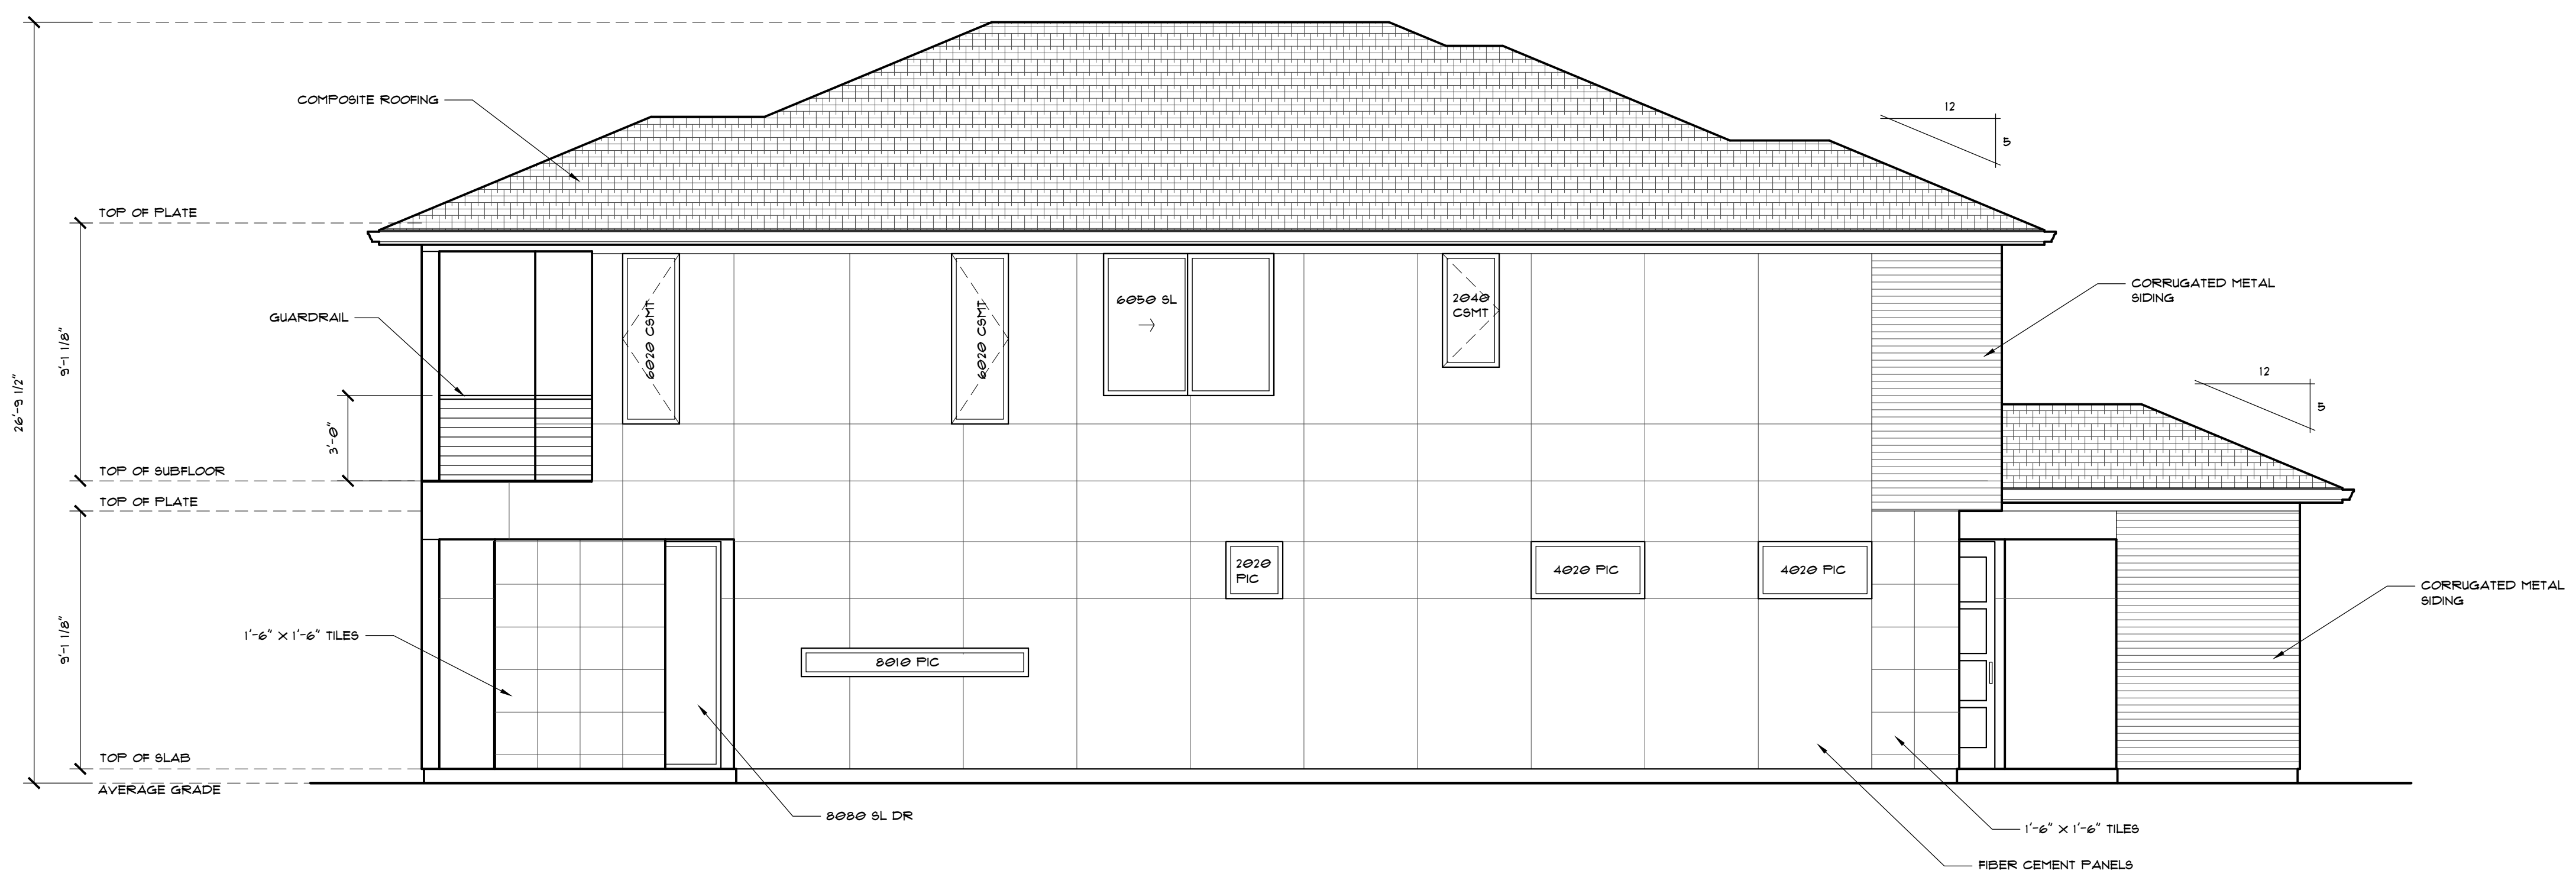 COMPOSITE ROOFING
12
5
TOP OF PLATE
CORRUGATED METAL
SIDING
6020 CSMT
6020 CSMT
6050 SL
2040
CSMT
GUARDRAIL
9'-1 1/8"
26'-9 1/2"
12
5
3'-0"
TOP OF SUBFLOOR
TOP OF PLATE
2020
PIC
4020 PIC
4020 PIC
CORRUGATED METAL
SIDING
1'-6" X 1'-6" TILES
9'-1 1/8"
8010 PIC
TOP OF SLAB
AVERAGE GRADE
8080 SL DR
1'-6" X 1'-6" TILES
FIBER CEMENT PANELS